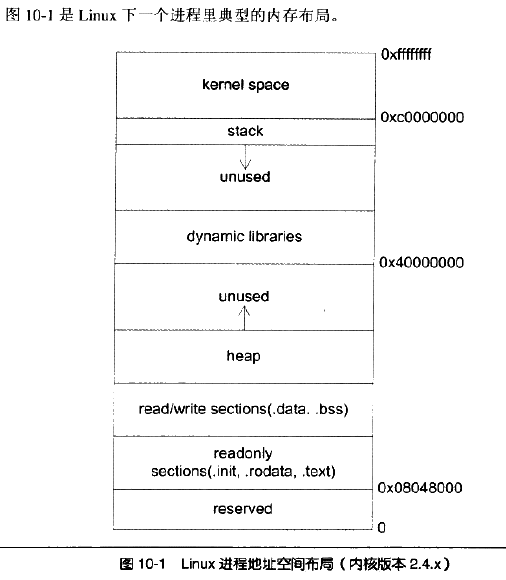 图 10-1 是 Linux 下一个进程里典型的内存布局。
0xffffffff
kernel space
0xc0000000
stack
unused
dynamic libraries
0x40000000
unused
heap
read/write sections(.data. .bss)
readonly
sections(.init, .rodata, .text)
0x08048000
reserved
0
图 10-1 Linux 进程地址空间布局（内核版本 2.4.x）